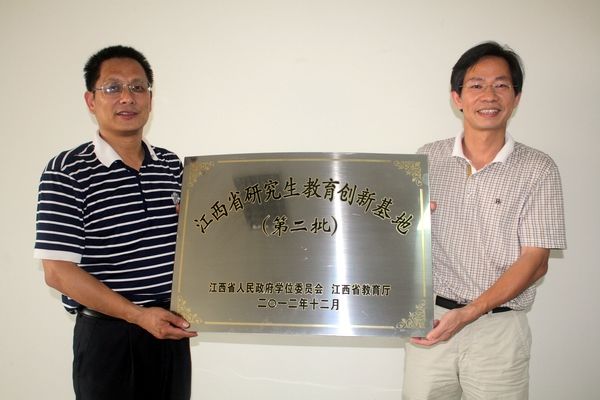 江西省研究生教育创新基地
(第二批)
江西省人民政府学位委员会 江西省教育厅
二〇一二年十二月